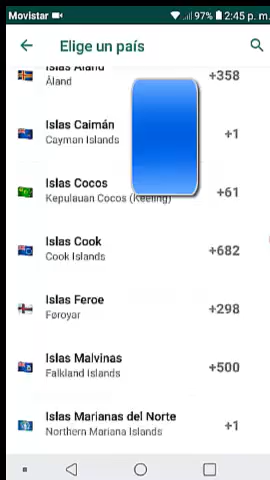 Movistar 97% 2:45 p. m.
Elige un país
Islas Åland +358
Åland
Islas Caimán +1
Cayman Islands
Islas Cocos +61
Kepulauan Cocos (Keeling)
Islas Cook +682
Cook Islands
Islas Feroe +298
Føroyar
Islas Malvinas +500
Falkland Islands
Islas Marianas del Norte +1
Northern Mariana Islands